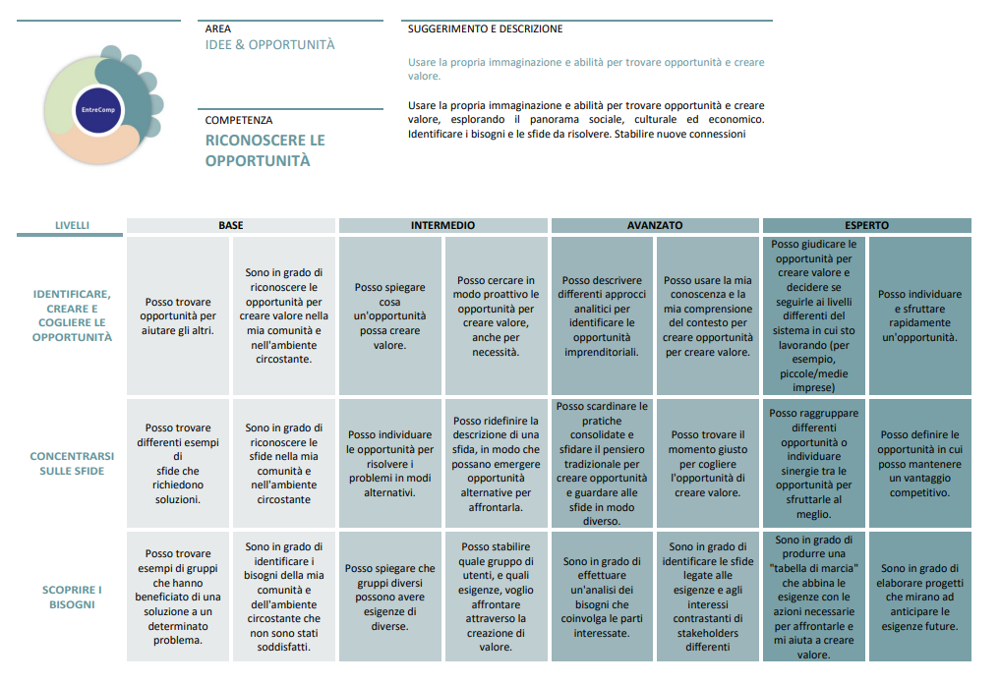 AREA
IDEE & OPPORTUNITÀ
COMPETENZA
RICONOSCERE LE
OPPORTUNITÀ
SUGGERIMENTO E DESCRIZIONE
Usare la propria immaginazione e abilità per trovare opportunità e creare
valore.
Usare la propria immaginazione e abilità per trovare opportunità e creare
valore, esplorando il panorama sociale, culturale ed economico.
Identificare i bisogni e le sfide da risolvere. Stabilire nuove connessioni
EntreComp
LIVELLI
BASE
INTERMEDIO
AVANZATO
ESPERTO
IDENTIFICARE,
CREARE E
COGLIERE LE
OPPORTUNITÀ
Posso trovare
opportunità per
aiutare gli altri.
Sono in grado di
riconoscere le
opportunità per
creare valore nella
mia comunità e
nell'ambiente
circostante.
Posso spiegare
cosa
un'opportunità
possa creare
valore.
Posso cercare in
modo proattivo le
opportunità per
creare valore,
anche per
necessità.
Posso descrivere
differenti approcci
analitici per
identificare le
opportunità
imprenditoriali.
Posso usare la mia
conoscenza e la
mia comprensione
del contesto per
creare opportunità
per creare valore.
Posso giudicare le
opportunità per
creare valore e
decidere se
seguirle ai livelli
differenti del
sistema in cui sto
lavorando (per
esempio,
piccole/medie
imprese)
Posso individuare
e sfruttare
rapidamente
un'opportunità.
CONCENTRARSI
SULLE SFIDE
Posso trovare
differenti esempi
di
sfide che
richiedono
soluzioni.
Sono in grado di
riconoscere le
sfide nella mia
comunità e
nell'ambiente
circostante
Posso individuare
le opportunità per
risolvere i
problemi in modi
alternativi.
Posso ridefinire la
descrizione di una
sfida, in modo che
possano emergere
opportunità
alternative per
affrontarla.
Posso scardinare le
pratiche
consolidate e
sfidare il pensiero
tradizionale per
creare opportunità
e guardare alle
sfide in modo
diverso.
Posso trovare il
momento giusto
per cogliere
l'opportunità di
creare valore.
Posso raggruppare
differenti
opportunità o
individuare
sinergie tra le
opportunità per
sfruttarle al
meglio.
Posso definire le
opportunità in cui
posso mantenere
un vantaggio
competitivo.
SCOPRIRE I
BISOGNI
Posso trovare
esempi di gruppi
che hanno
beneficiato di una
soluzione a un
determinato
problema.
Sono in grado di
identificare i
bisogni della mia
comunità e
dell'ambiente
circostante che
non sono stati
soddisfatti.
Posso spiegare che
gruppi diversi
possono avere
esigenze di
diverse.
Posso stabilire
quale gruppo di
utenti, e quali
esigenze, voglio
affrontare
attraverso la
creazione di
valore.
Sono in grado di
effettuare
un'analisi dei
bisogni che
coinvolga le parti
interessate.
Sono in grado di
identificare le sfide
legate alle
esigenze e agli
interessi
contrastanti di
stakeholders
differenti
Sono in grado di
produrre una
"tabella di marcia"
che abbina le
esigenze con le
azioni necessarie
per affrontarle e
mi aiuta a creare
valore.
Sono in grado di
elaborare progetti
che mirano ad
anticipare le
esigenze future.